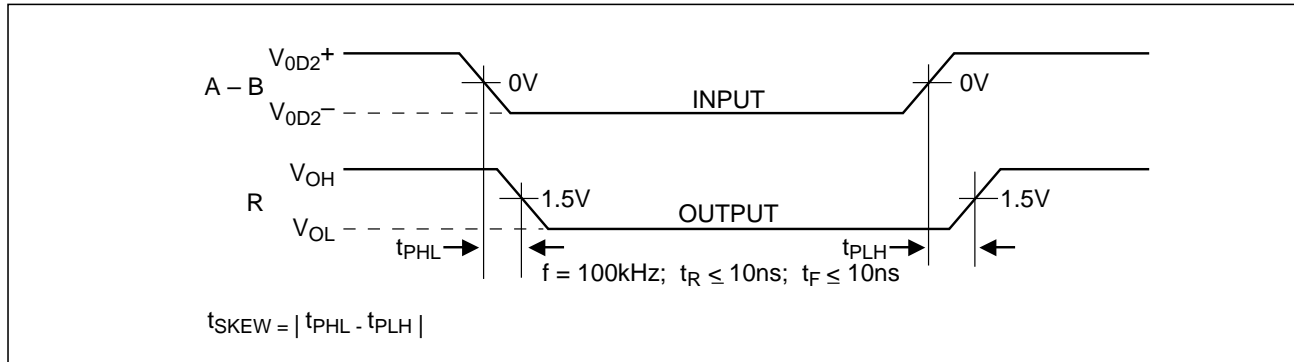 V0D2+
A – B
0V
0V
INPUT
V0D2–
VOH
R
1.5V
1.5V
OUTPUT
VOL
tPHL
tPLH
f = 100kHz; tR ≤ 10ns; tF ≤ 10ns
tSKEW = | tPHL - tPLH |